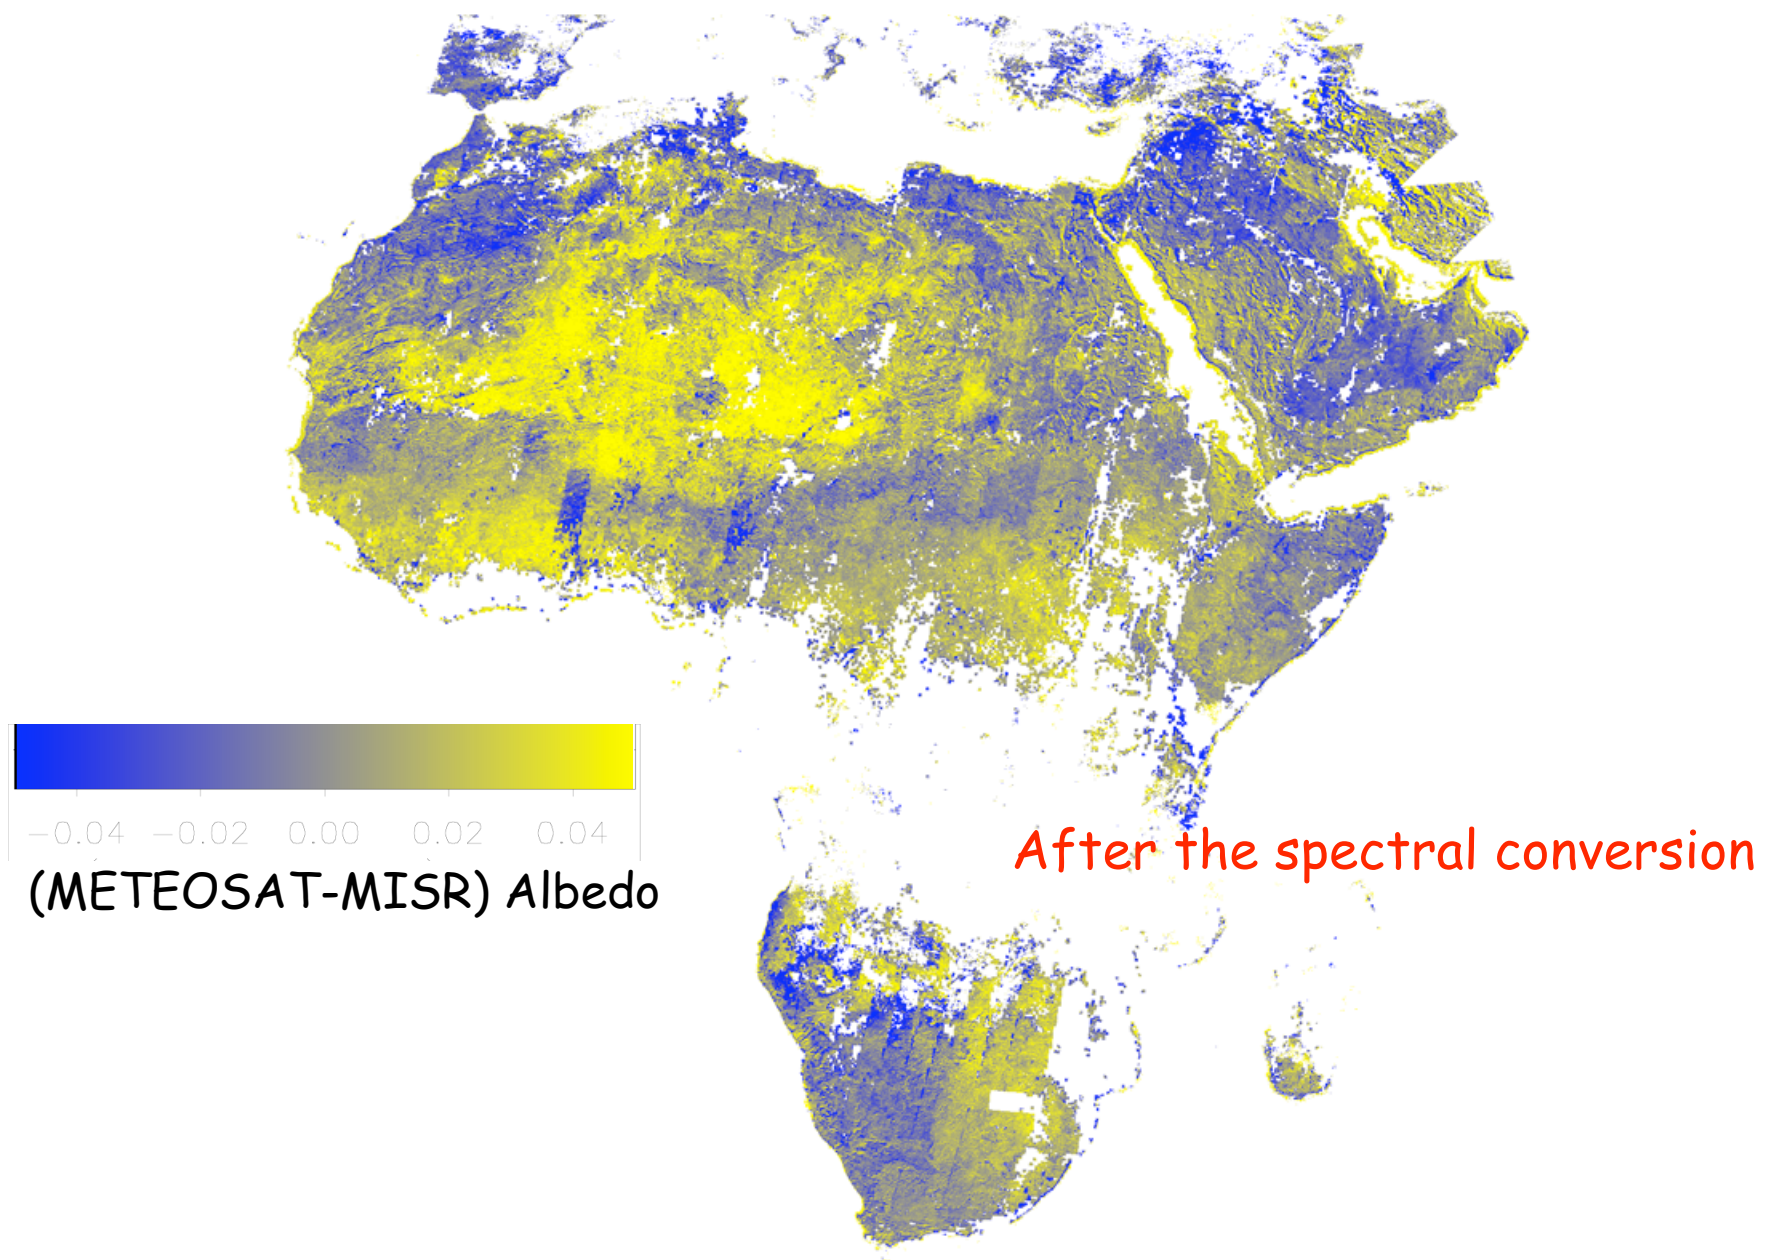 After the spectral conversion
−0.04 −0.02 0.00 0.02 0.04
(METEOSAT-MISR) Albedo